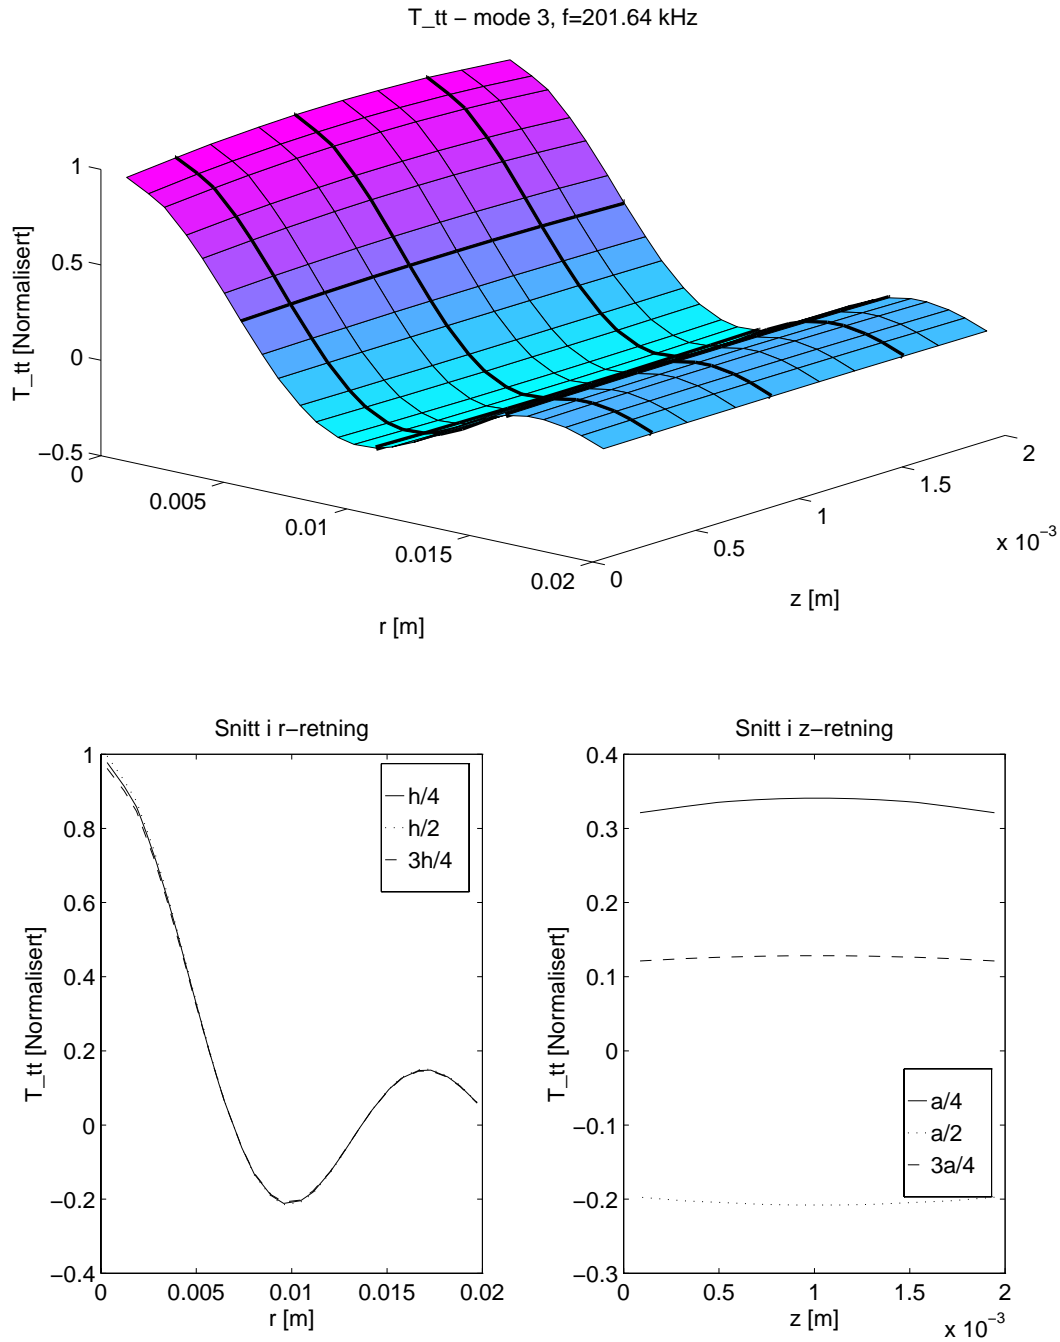 T_tt − mode 3, f=201.64 kHz
1
0.5
0
−0.5
T_tt [Normalisert]
0
0.005
0.01
0.015
0.02
r [m]
0
0.5
1
1.5
2
x 10−3
z [m]
Snitt i r−retning
1
0.8
0.6
0.4
0.2
0
−0.2
−0.4
T_tt [Normalisert]
h/4
h/2
3h/4
0
0.005
0.01
0.015
0.02
r [m]
Snitt i z−retning
0.4
0.3
0.2
0.1
0
−0.1
−0.2
−0.3
T_tt [Normalisert]
a/4
a/2
3a/4
0
0.5
1
1.5
2
z [m]
x 10−3